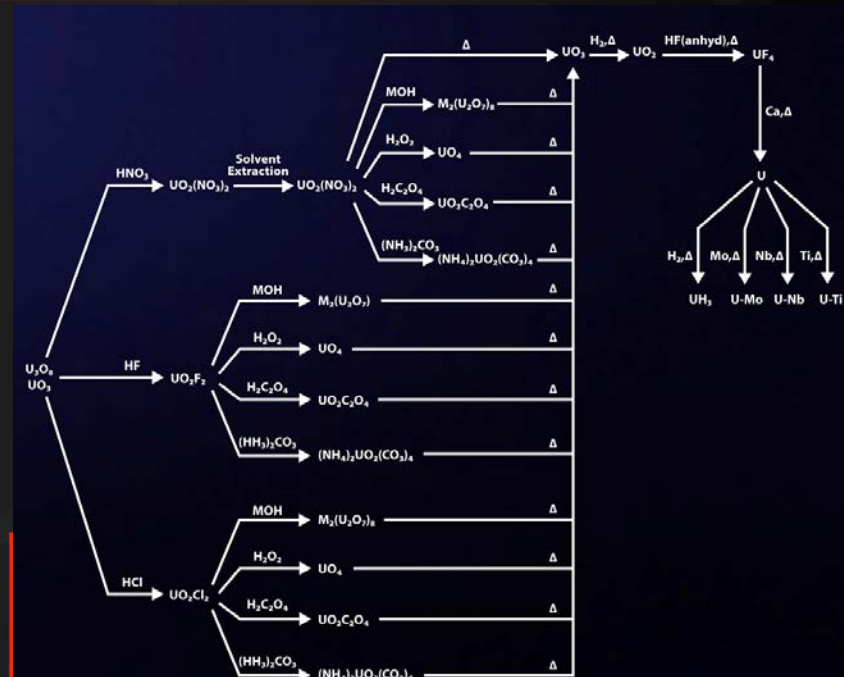 Δ
UO₃ H₂,Δ UO₂ HF(anhyd),Δ UF₄
MOH M₂(U₂O₇)₈ Δ
Ca,Δ
H₂O₂ UO₄ Δ
HNO₃ UO₂(NO₃)₂ Solvent Extraction UO₂(NO₃)₂
H₂C₂O₄ UO₂C₂O₄ Δ
U
(NH₃)₂CO₃ (NH₄)₂UO₂(CO₃)₄ Δ
H₂,Δ Mo,Δ Nb,Δ Ti,Δ
UH₃ U-Mo U-Nb U-Ti
MOH M₂(U₂O₇) Δ
H₂O₂ UO₄ Δ
U₃O₈
UO₃
HF UO₂F₂
H₂C₂O₄ UO₂C₂O₄ Δ
(HH₃)₂CO₃ (NH₄)₂UO₂(CO₃)₄ Δ
MOH M₂(U₂O₇)₈ Δ
H₂O₂ UO₄ Δ
HCl UO₂Cl₂
H₂C₂O₄ UO₂C₂O₄ Δ
(HH₃)₂CO₃ Δ